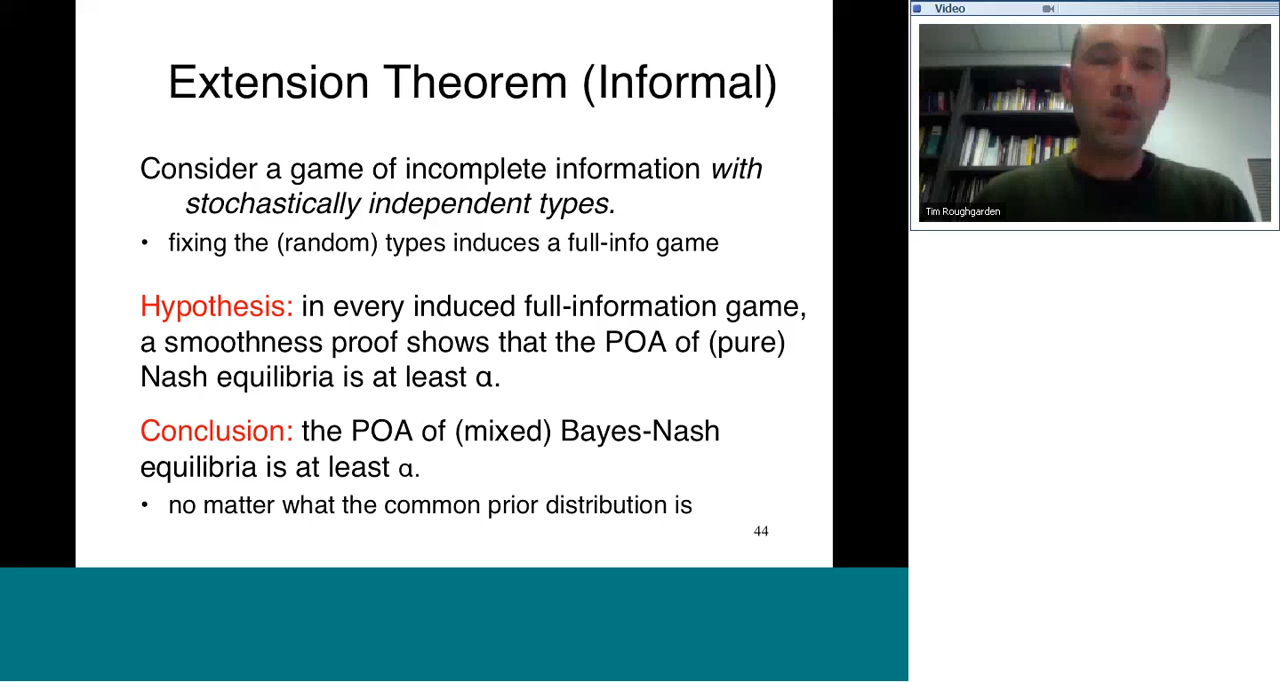 Extension Theorem (Informal)
Consider a game of incomplete information with
stochastically independent types.
• fixing the (random) types induces a full-info game
Hypothesis: in every induced full-information game,
a smoothness proof shows that the POA of (pure)
Nash equilibria is at least α.
Conclusion: the POA of (mixed) Bayes-Nash
equilibria is at least α.
• no matter what the common prior distribution is
44
Video
Tim Roughgarden